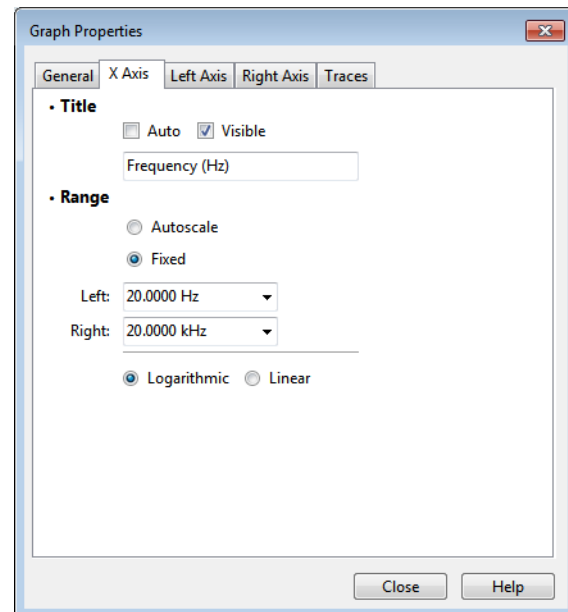 Graph Properties
General X Axis Left Axis Right Axis Traces
• Title
Auto Visible
Frequency (Hz)
• Range
Autoscale
Fixed
Left: 20.0000 Hz
Right: 20.0000 kHz
Logarithmic Linear
Close Help